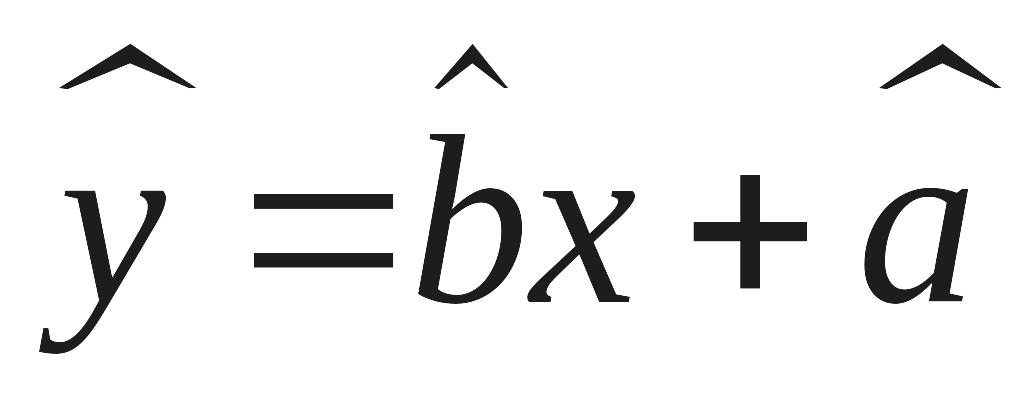 ŷ = b̂x + â